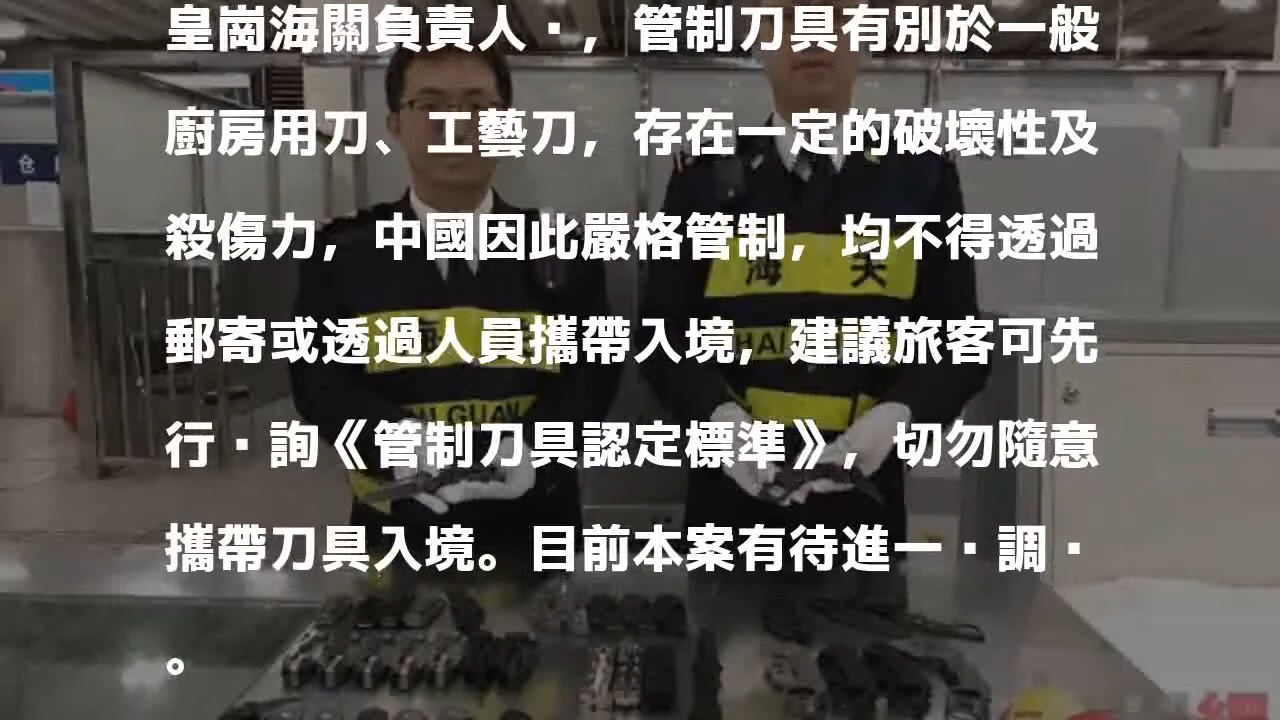 皇崗海關負責人·，管制刀具有別於一般
廚房用刀、工藝刀，存在一定的破壞性及
殺傷力，中國因此嚴格管制，均不得透過
郵寄或透過人員攜帶入境，建議旅客可先
行·詢《管制刀具認定標準》，切勿隨意
攜帶刀具入境。目前本案有待進一·調·
。
海 关
HAI
GUAN